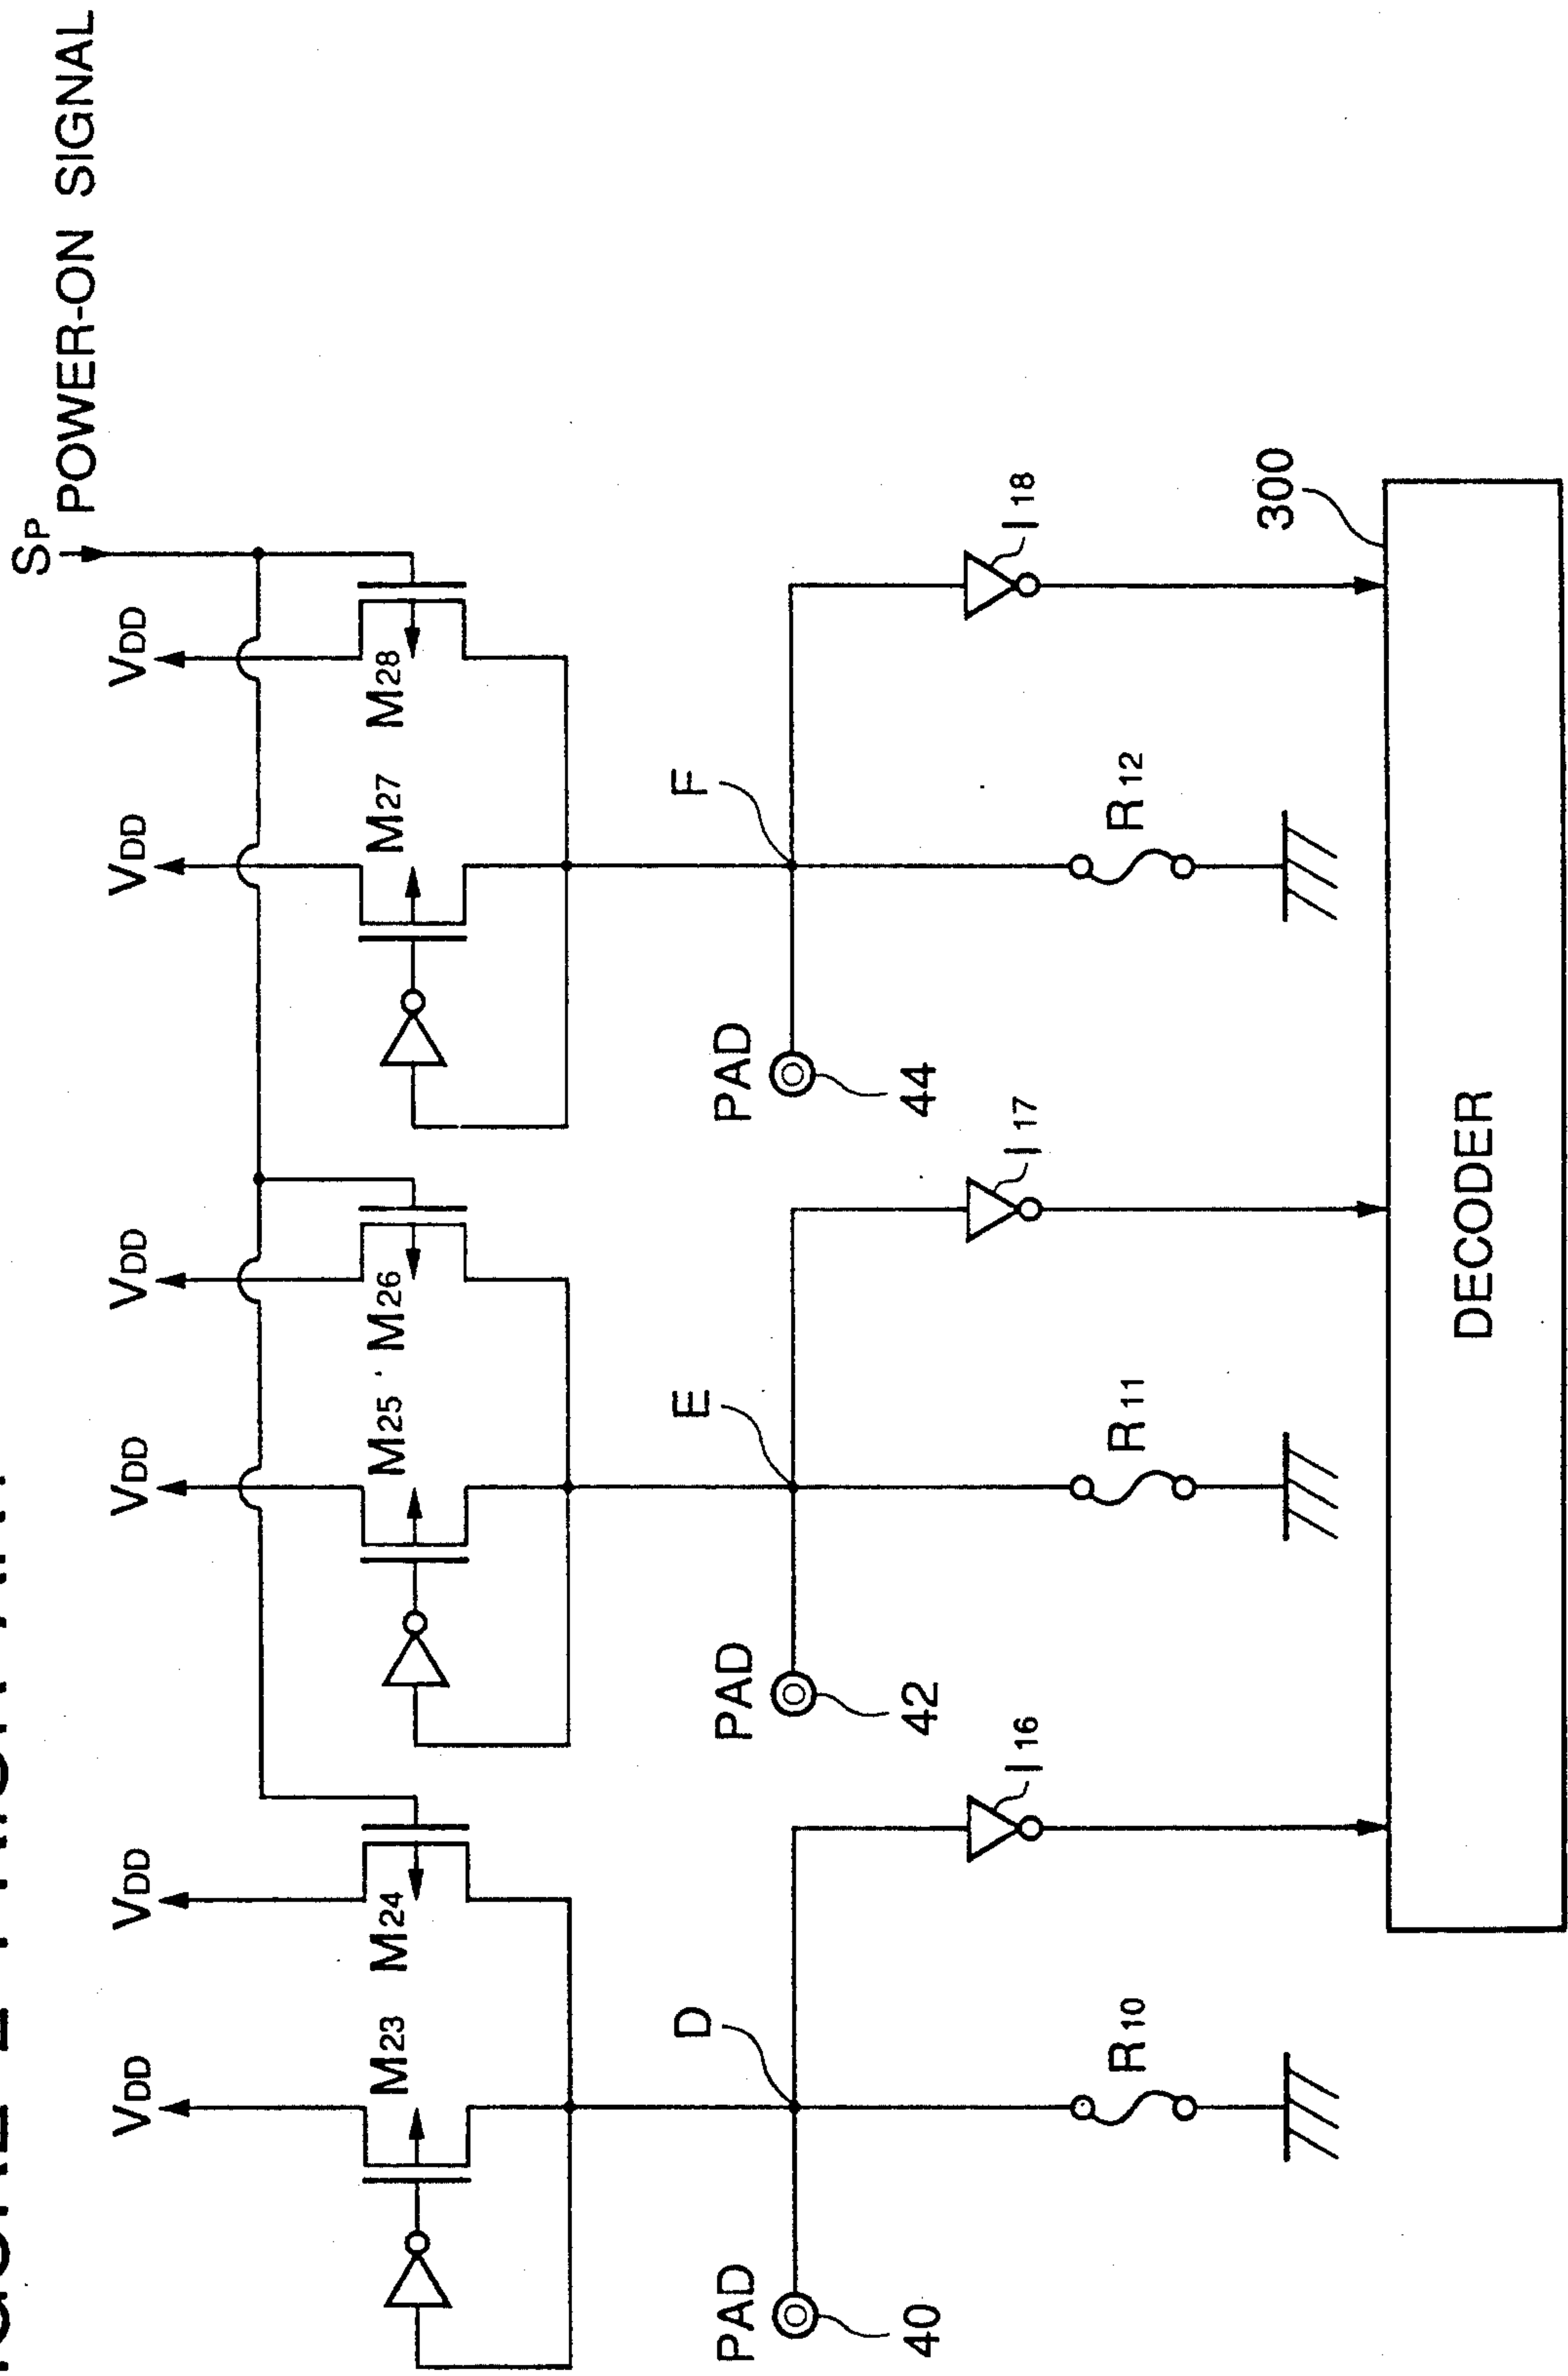 SP
POWER-ON SIGNAL
VDD
VDD
VDD
VDD
VDD
VDD
M23
M24
M25
M26
M27
M28
D
E
F
PAD
40
PAD
42
PAD
44
I16
I17
I18
R10
R11
R12
300
DECODER